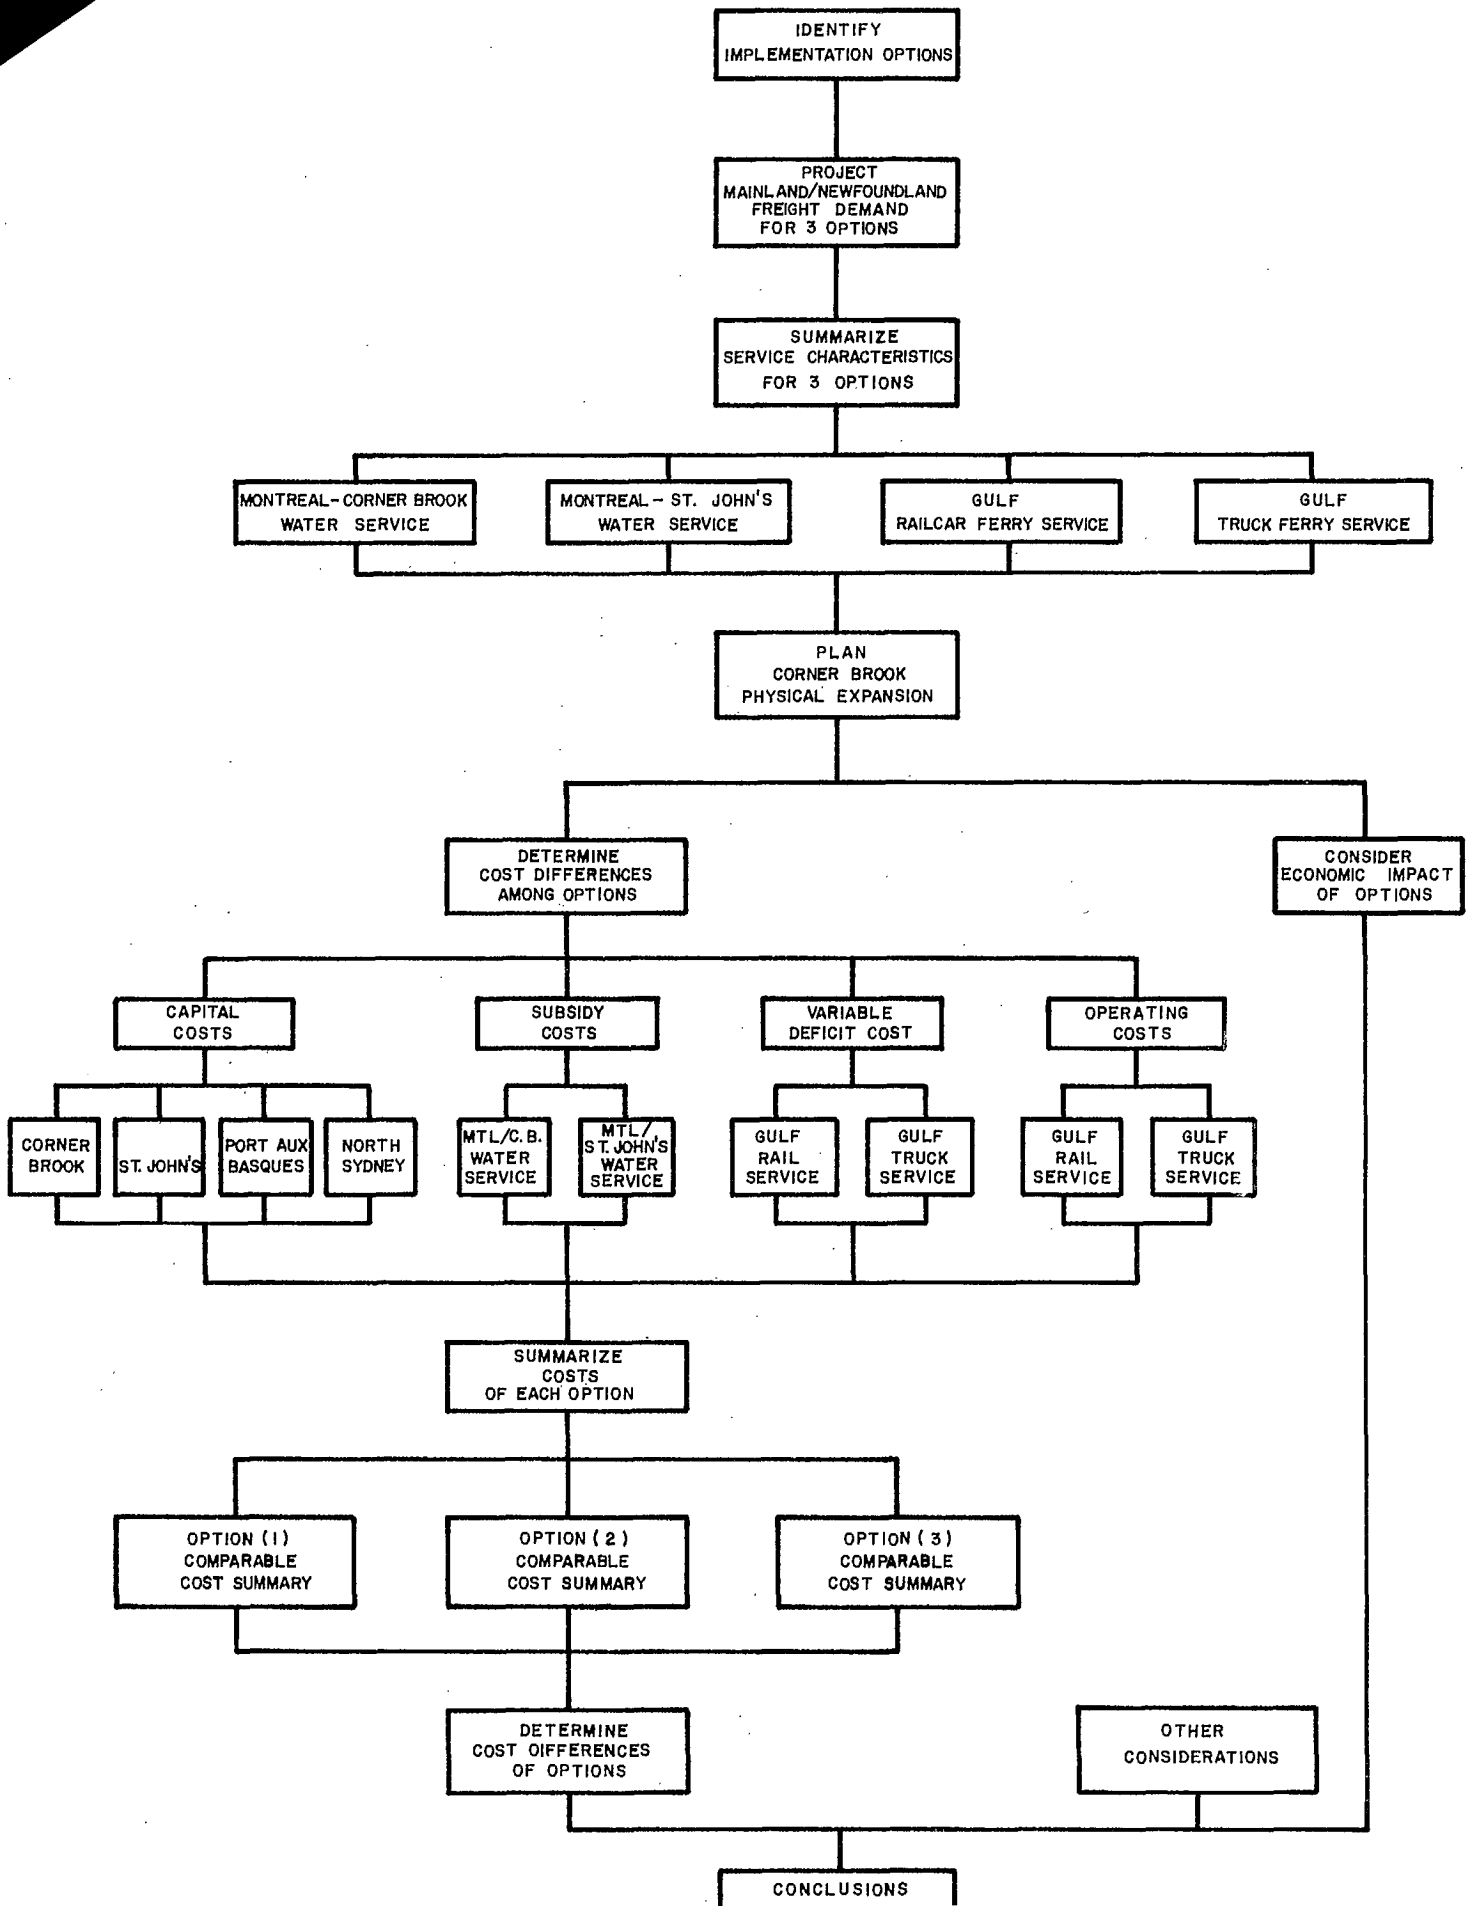 IDENTIFY
IMPLEMENTATION OPTIONS
PROJECT
MAINLAND/NEWFOUNDLAND
FREIGHT DEMAND
FOR 3 OPTIONS
SUMMARIZE
SERVICE CHARACTERISTICS
FOR 3 OPTIONS
MONTREAL-CORNER BROOK
WATER SERVICE
MONTREAL-ST. JOHN'S
WATER SERVICE
GULF
RAILCAR FERRY SERVICE
GULF
TRUCK FERRY SERVICE
PLAN
CORNER BROOK
PHYSICAL EXPANSION
DETERMINE
COST DIFFERENCES
AMONG OPTIONS
CONSIDER
ECONOMIC IMPACT
OF OPTIONS
CAPITAL
COSTS
SUBSIDY
COSTS
VARIABLE
DEFICIT COST
OPERATING
COSTS
CORNER
BROOK
ST. JOHN'S
PORT AUX
BASQUES
NORTH
SYDNEY
MTL/C.B.
WATER
SERVICE
MTL/
ST. JOHN'S
WATER
SERVICE
GULF
RAIL
SERVICE
GULF
TRUCK
SERVICE
GULF
RAIL
SERVICE
GULF
TRUCK
SERVICE
SUMMARIZE
COSTS
OF EACH OPTION
OPTION (1)
COMPARABLE
COST SUMMARY
OPTION (2)
COMPARABLE
COST SUMMARY
OPTION (3)
COMPARABLE
COST SUMMARY
DETERMINE
COST DIFFERENCES
OF OPTIONS
OTHER
CONSIDERATIONS
CONCLUSIONS